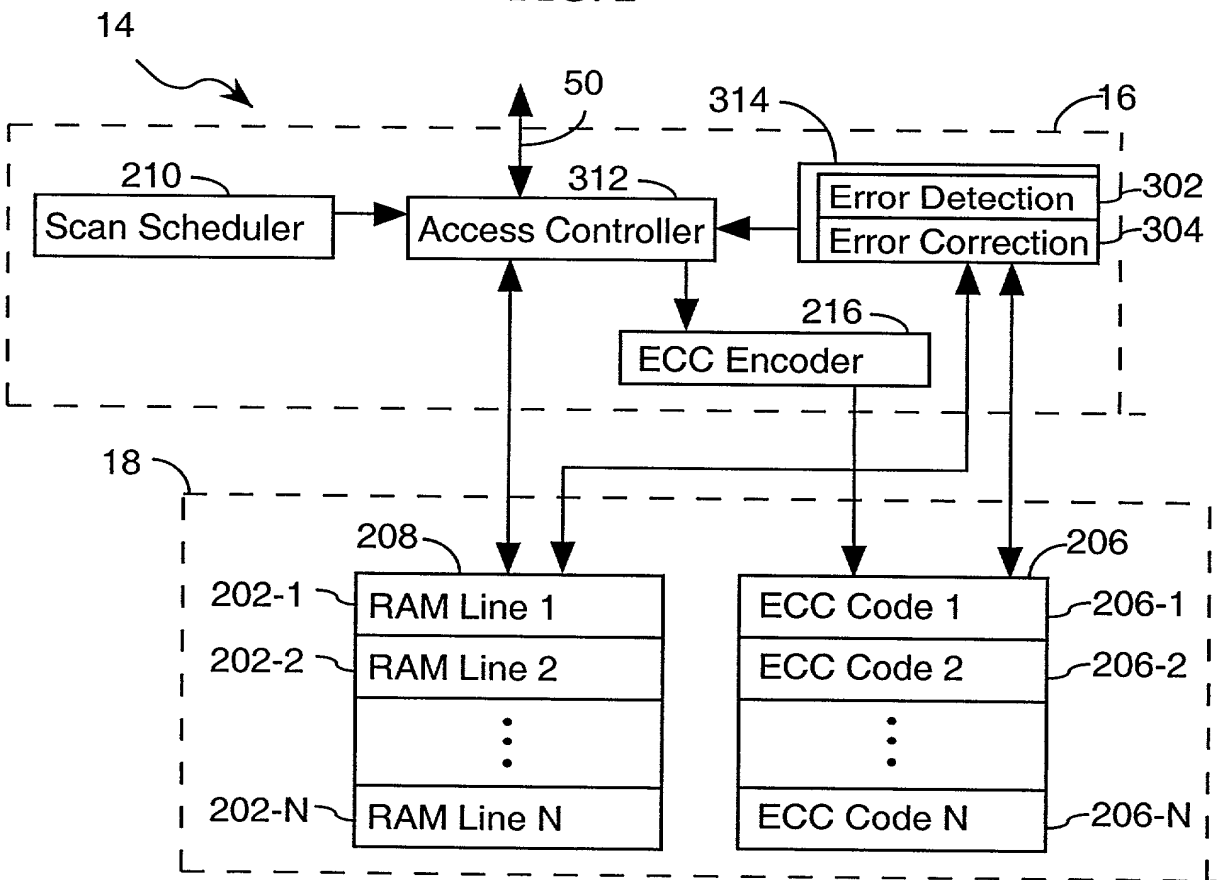 14
50
314
16
210
312
302
Scan Scheduler
Access Controller
Error Detection
Error Correction
304
216
ECC Encoder
18
208
206
202-1
RAM Line 1
ECC Code 1
206-1
202-2
RAM Line 2
ECC Code 2
206-2
202-N
RAM Line N
ECC Code N
206-N